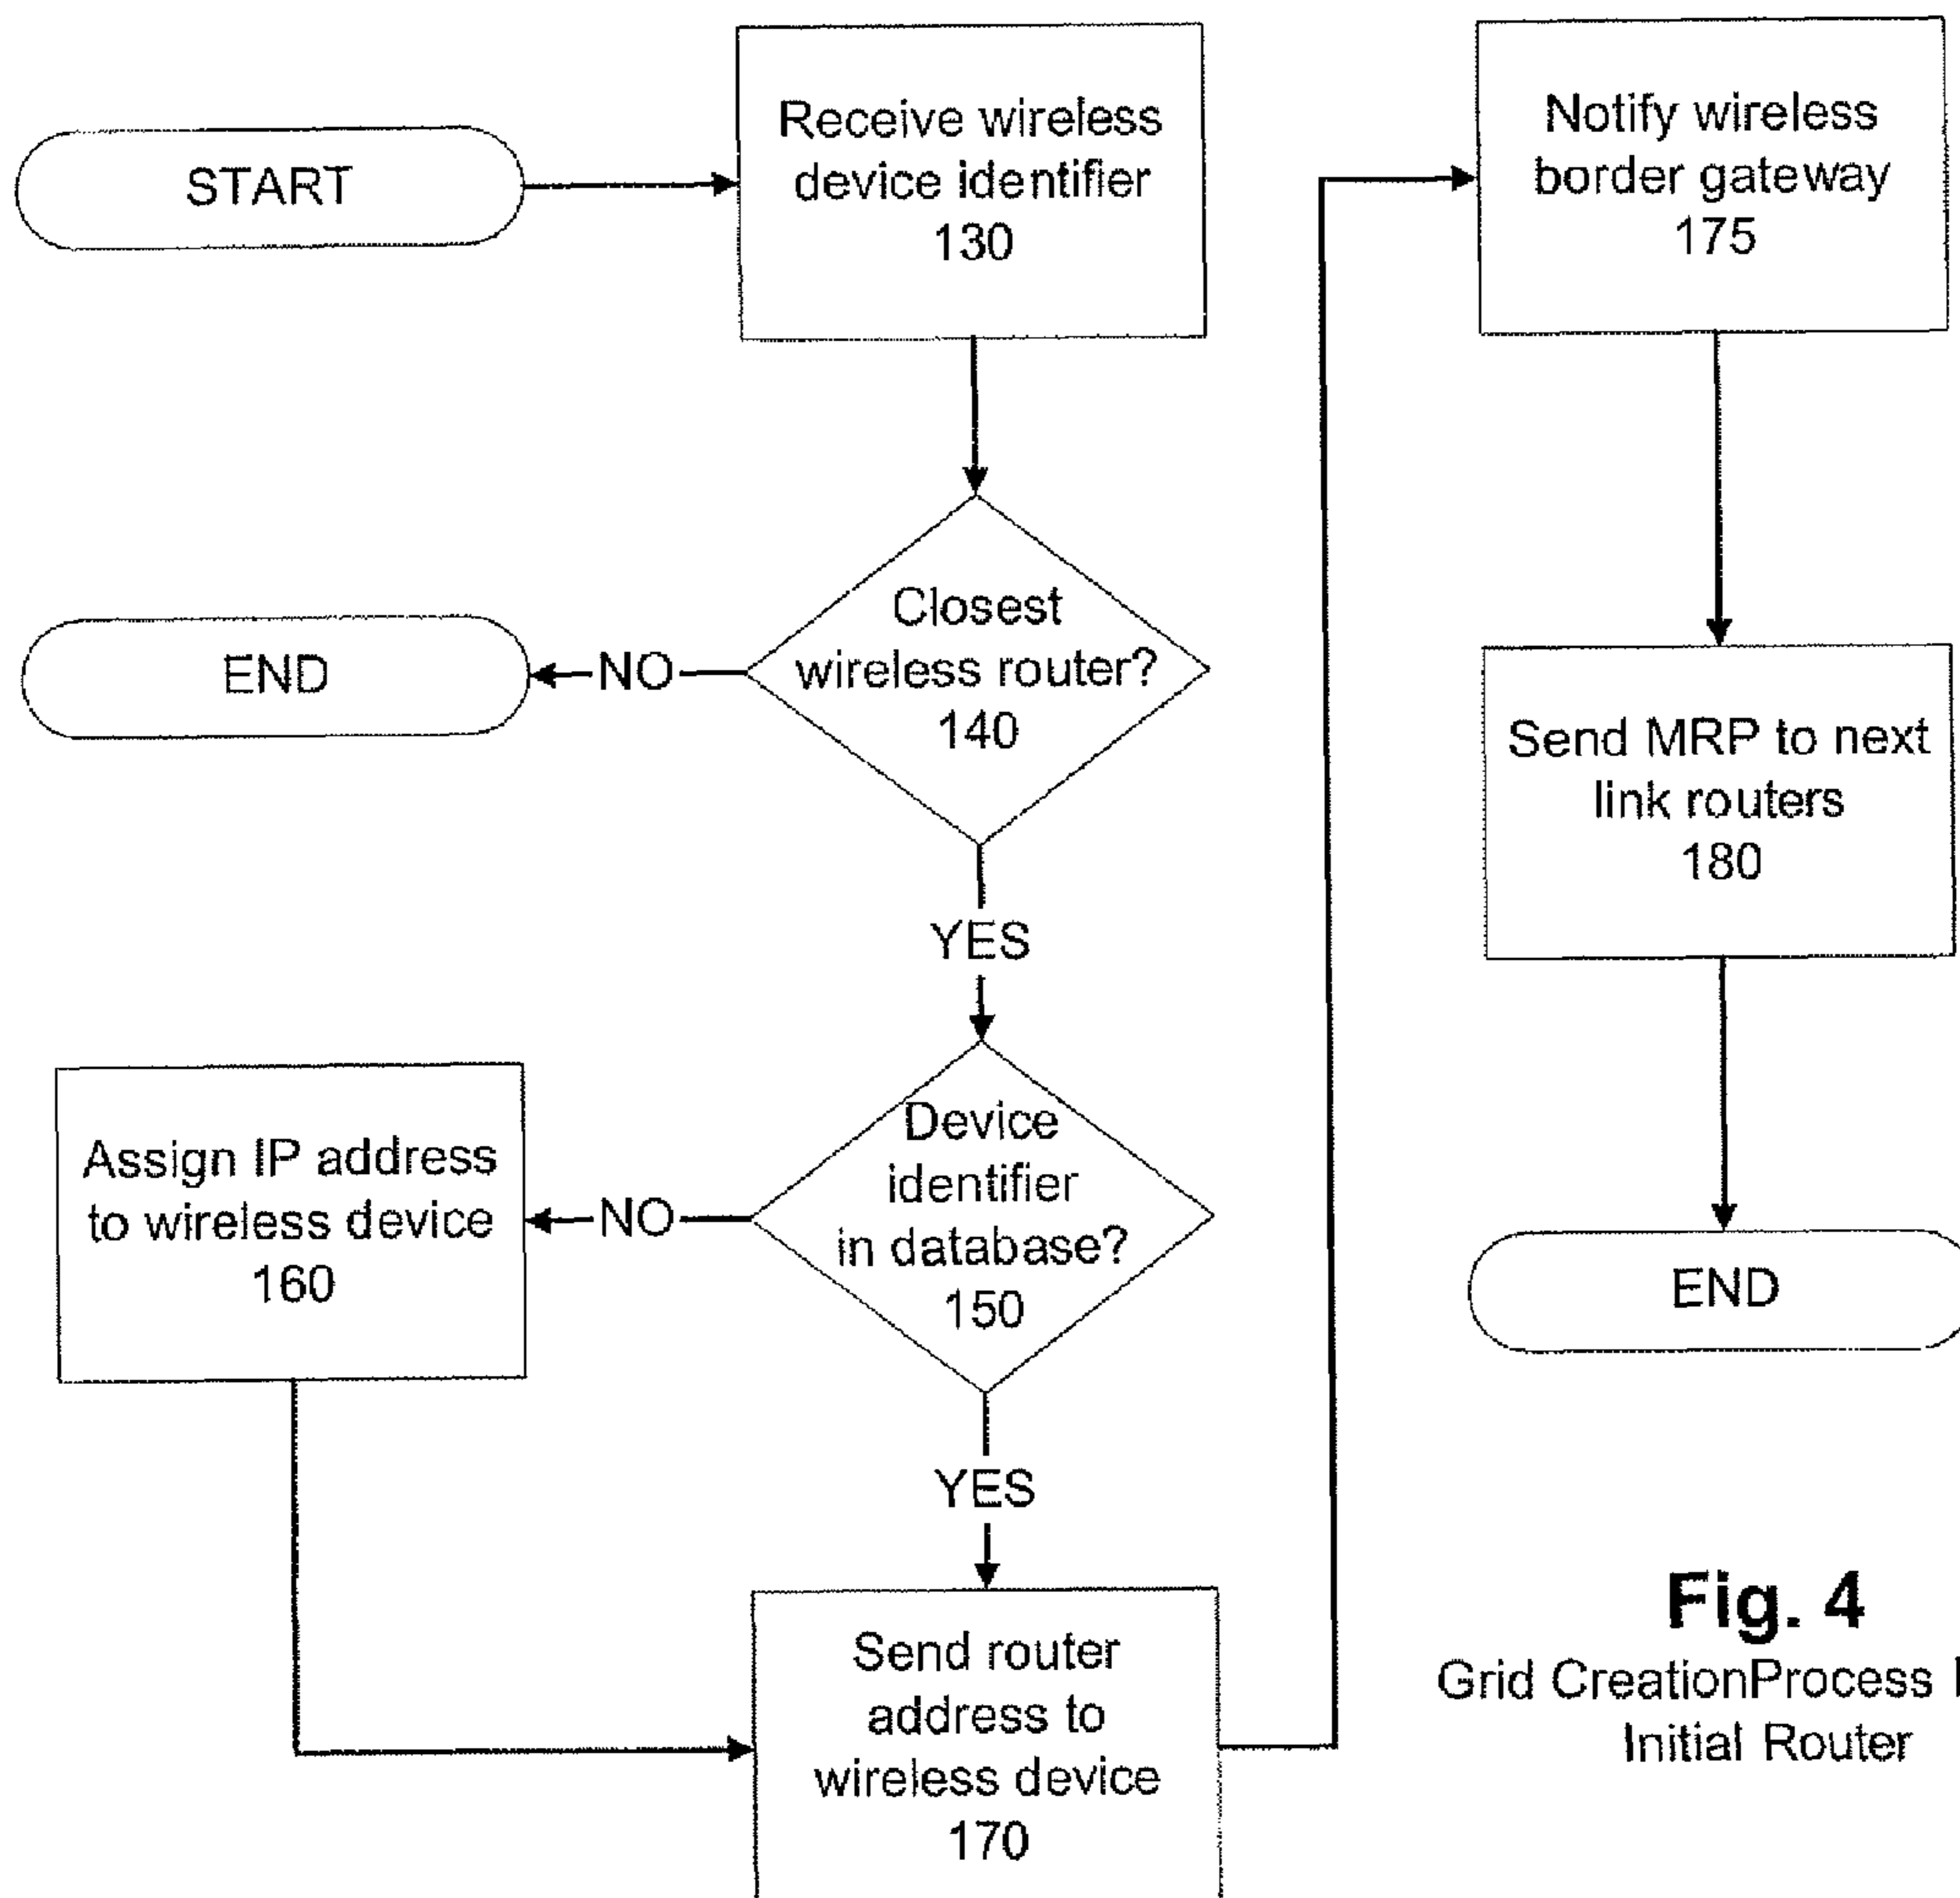 START
Receive wireless
device identifier
130
Closest
wireless router?
140
NO
END
YES
Device
identifier
in database?
150
NO
Assign IP address
to wireless device
160
YES
Send router
address to
wireless device
170
Notify wireless
border gateway
175
Send MRP to next
link routers
180
END
Fig. 4
Grid CreationProcess
Initial Router